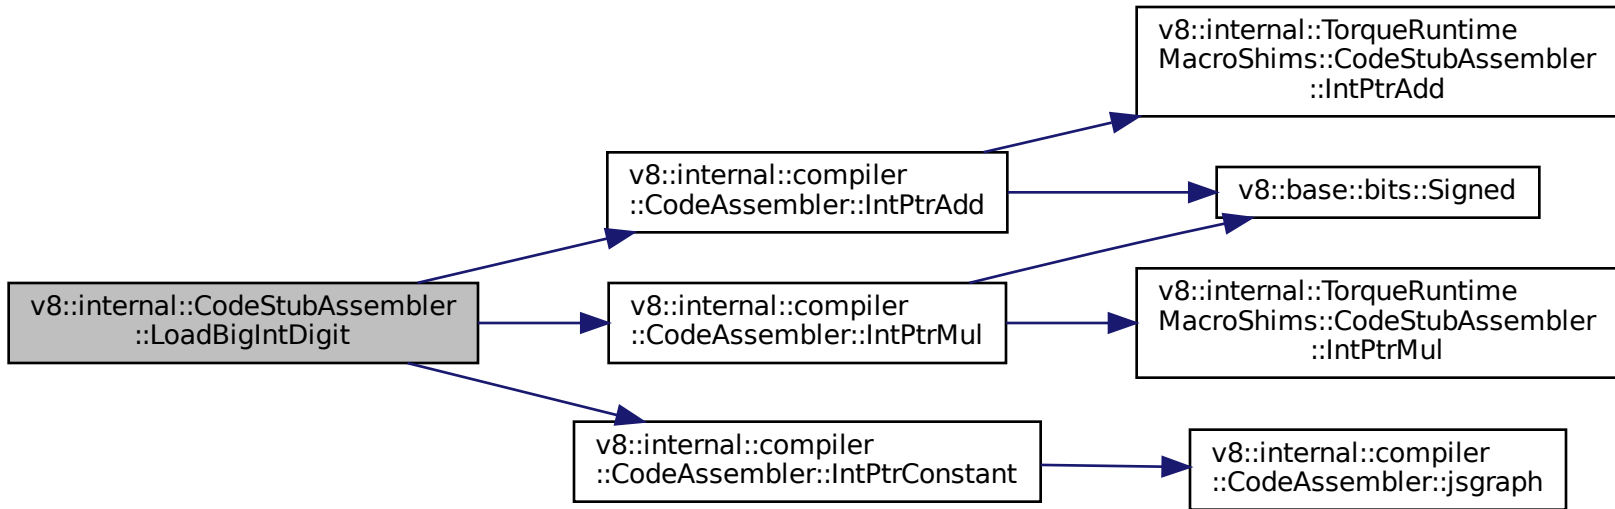 v8::internal::CodeStubAssembler
::LoadBigIntDigit
v8::internal::compiler
::CodeAssembler::IntPtrAdd
v8::internal::compiler
::CodeAssembler::IntPtrMul
v8::internal::compiler
::CodeAssembler::IntPtrConstant
v8::internal::TorqueRuntime
MacroShims::CodeStubAssembler
::IntPtrAdd
v8::base::bits::Signed
v8::internal::TorqueRuntime
MacroShims::CodeStubAssembler
::IntPtrMul
v8::internal::compiler
::CodeAssembler::jsgraph